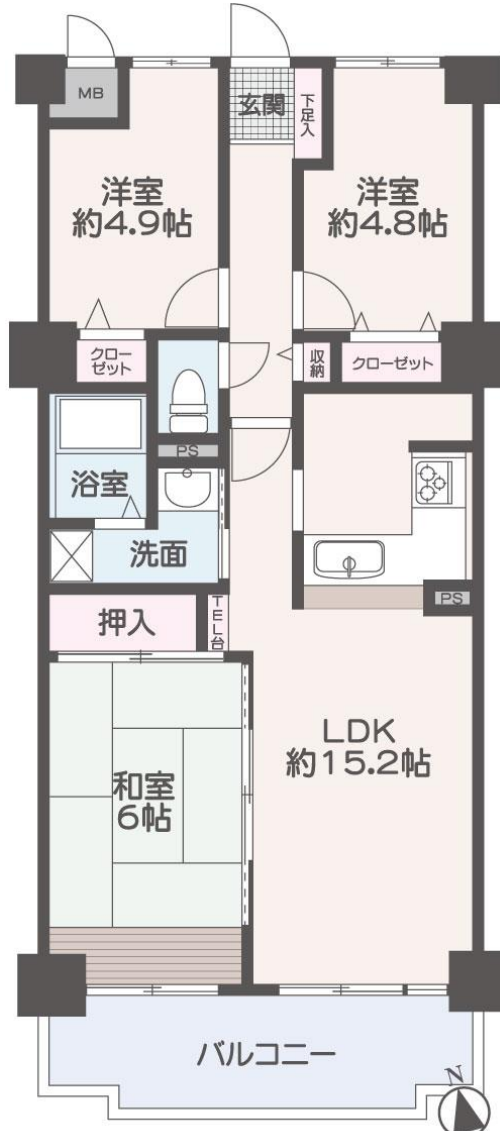 MB
玄関
下足入
洋室
約4.9帖
洋室
約4.8帖
クロー
ゼット
収納
クローゼット
PS
浴室
洗面
PS
押入
TEL台
LDK
約15.2帖
和室
6帖
バルコニー
N